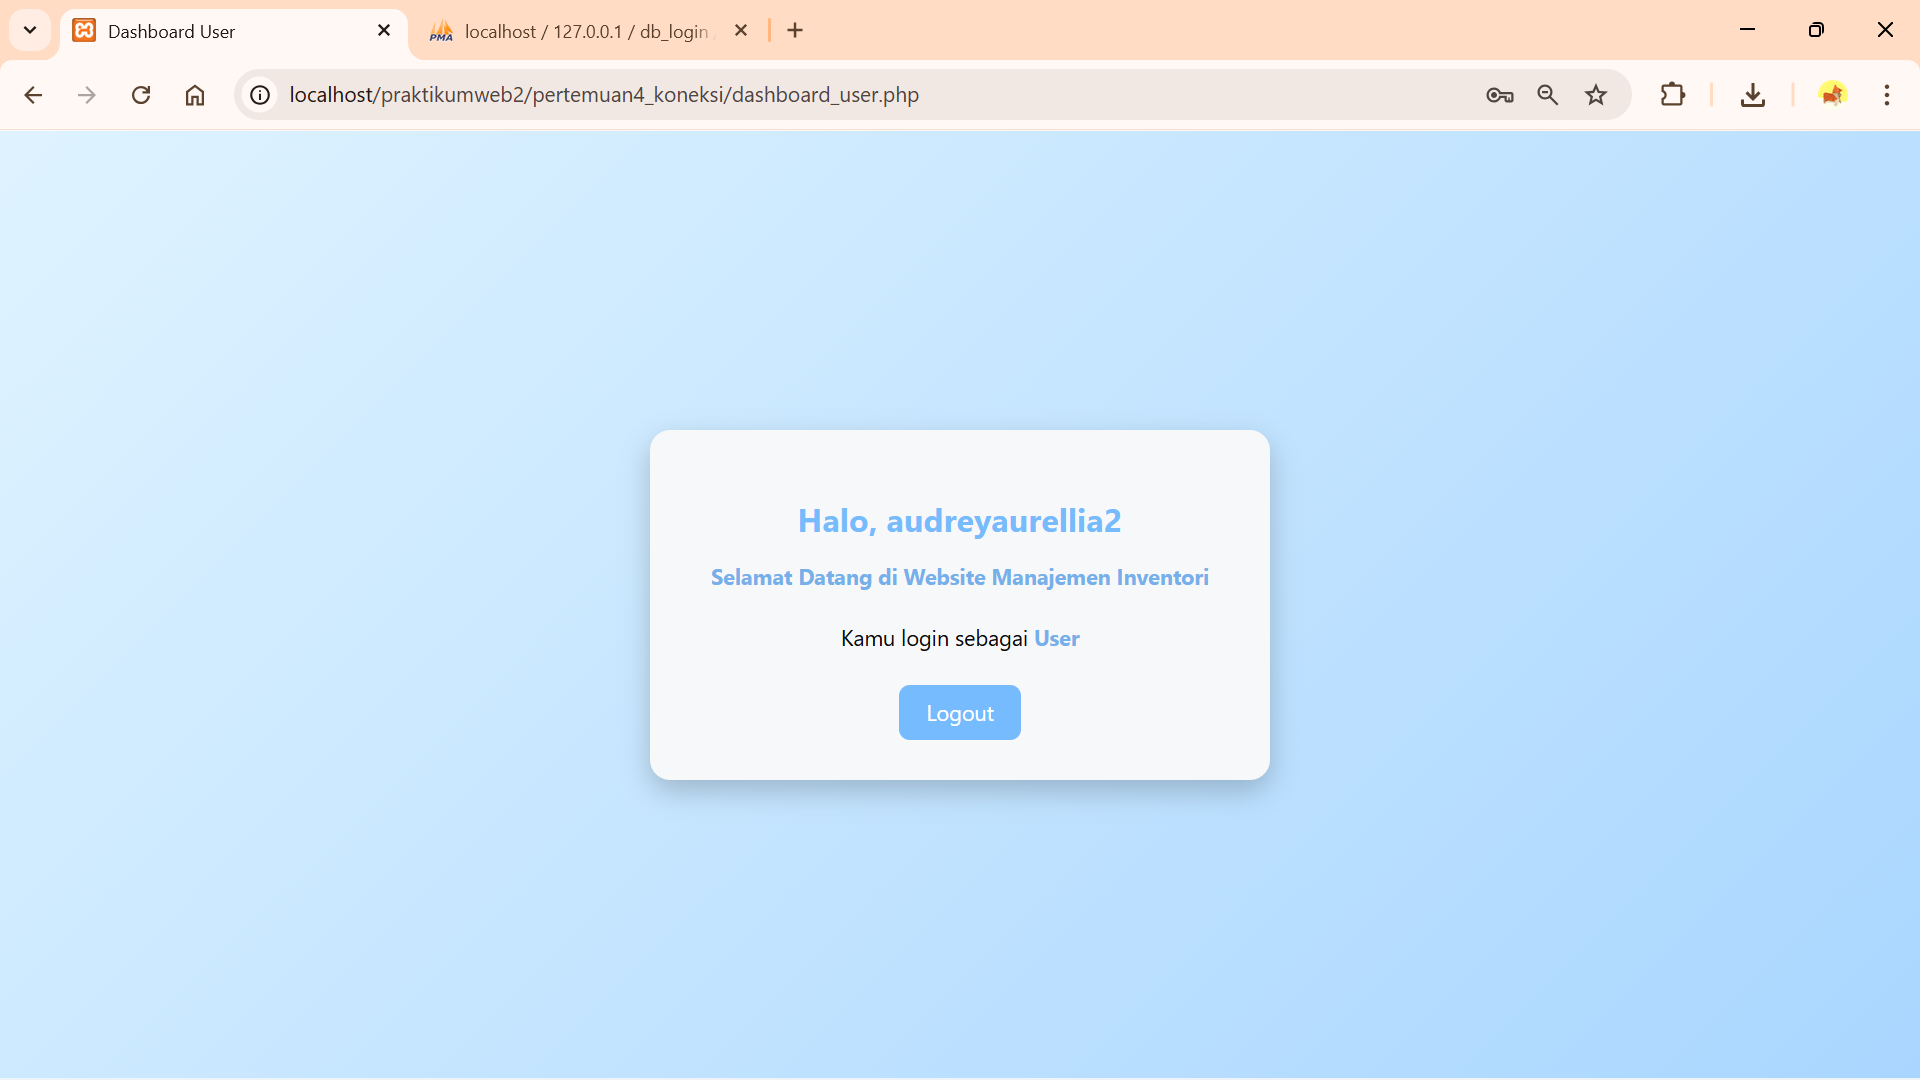 Dashboard User
localhost / 127.0.0.1 / db_login
PMA
localhost/praktikumweb2/pertemuan4_koneksi/dashboard_user.php
Halo, audreyaurellia2
Selamat Datang di Website Manajemen Inventori
Kamu login sebagai User
Logout